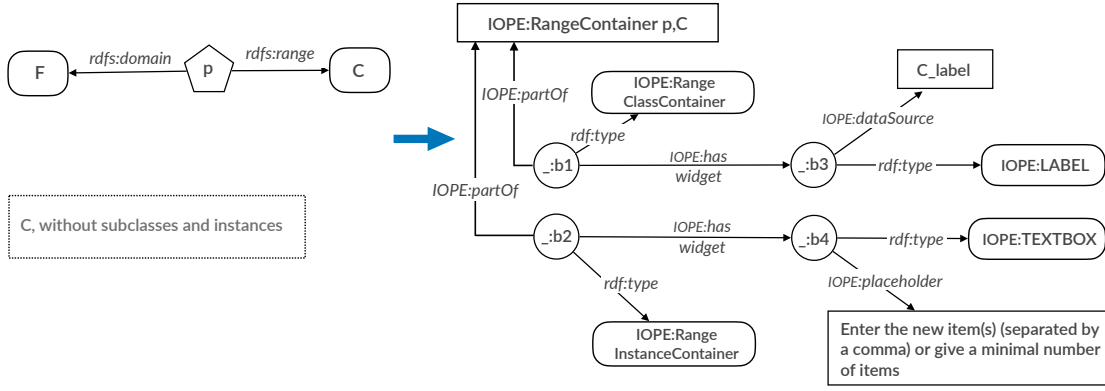 IOPE:RangeContainer p,C
rdfs:domain
rdfs:range
F
p
C
C, without subclasses and instances
IOPE:partOf
IOPE:Range
ClassContainer
C_label
rdf:type
IOPE:dataSource
_:b1
IOPE:has
widget
_:b3
rdf:type
IOPE:LABEL
IOPE:partOf
_:b2
IOPE:has
widget
_:b4
rdf:type
IOPE:TEXTBOX
rdf:type
IOPE:placeholder
IOPE:Range
InstanceContainer
Enter the new item(s) (separated by
a comma) or give a minimal number
of items